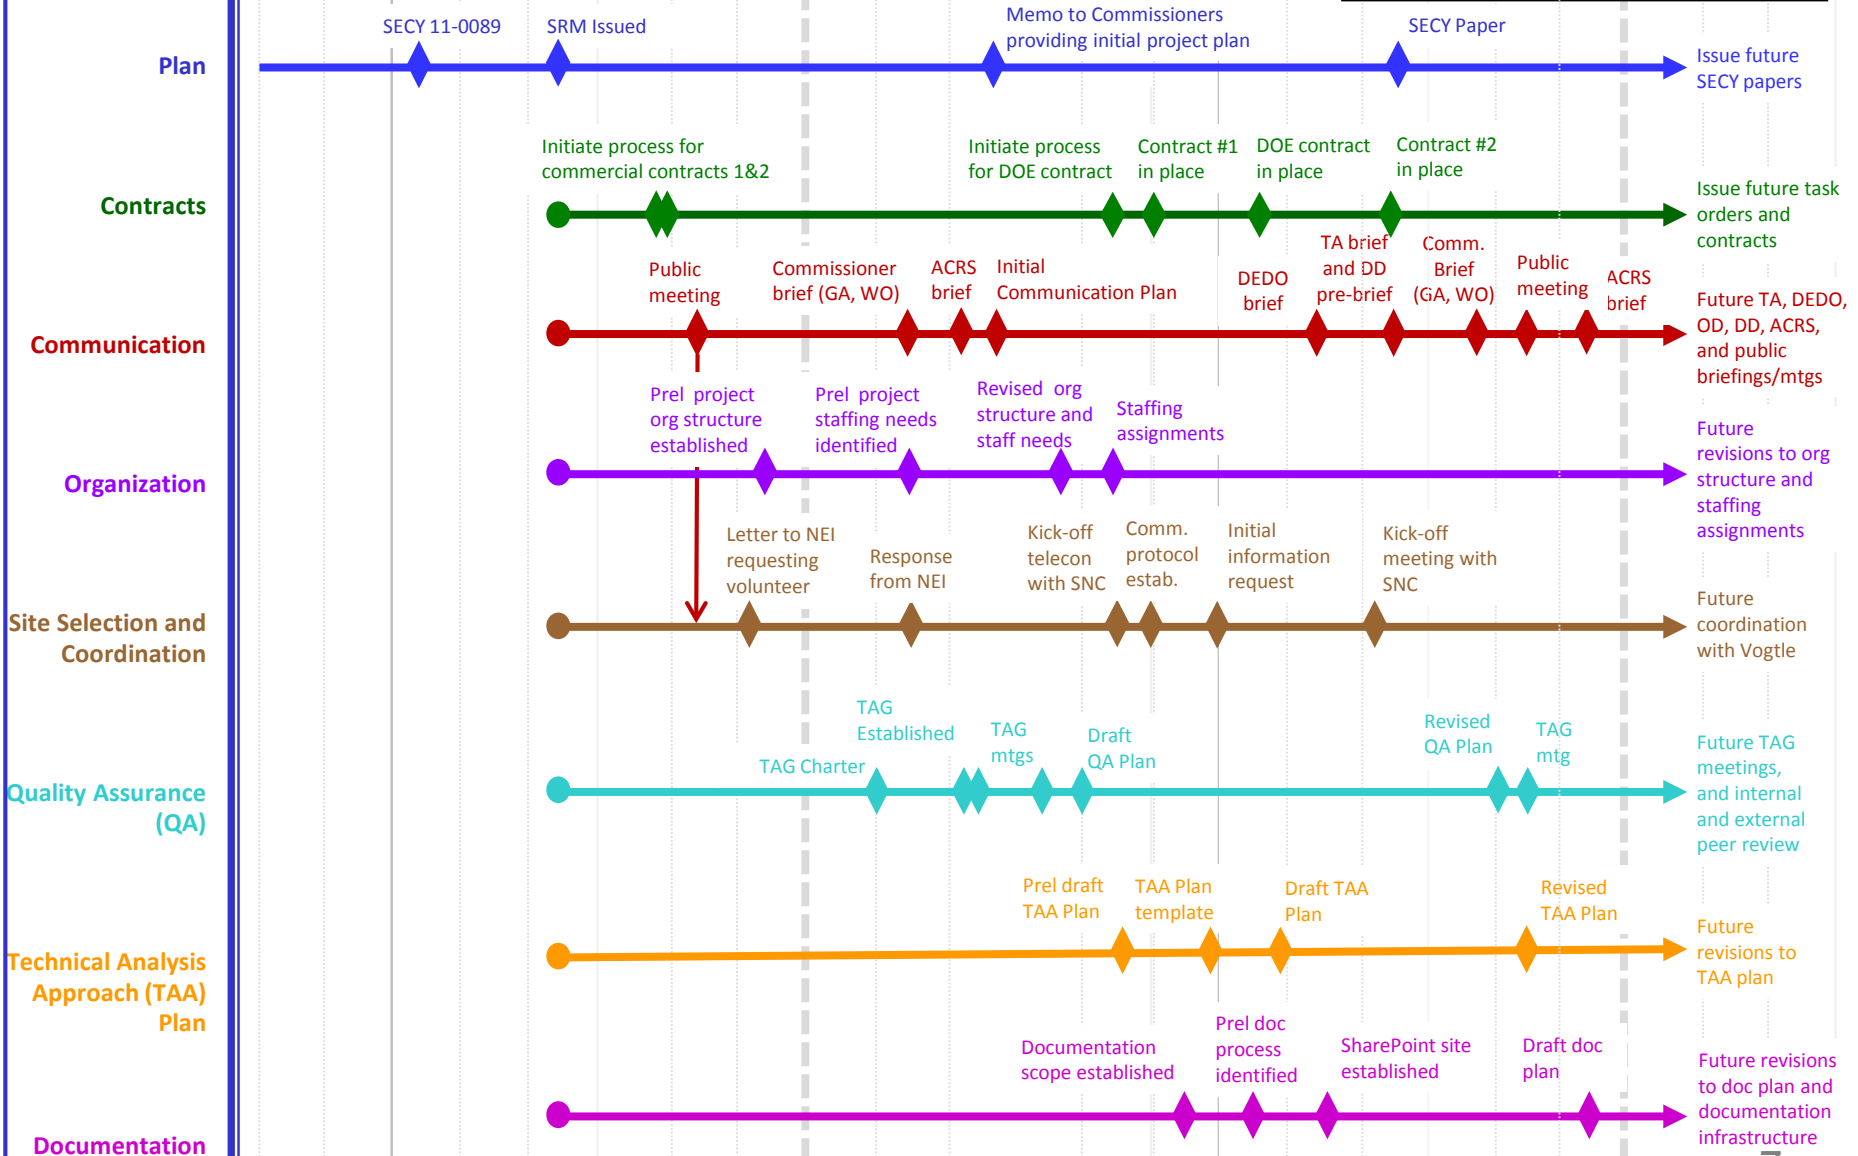 SECY 11-0089
SRM Issued
Memo to Commissioners
providing initial project plan
SECY Paper
Plan
Issue future
SECY papers
Initiate process for
commercial contracts 1&2
Initiate process
for DOE contract
Contract #1
in place
DOE contract
in place
Contract #2
in place
Contracts
Issue future task
orders and
contracts
Public
meeting
Commissioner
brief (GA, WO)
ACRS
brief
Initial
Communication Plan
DEDO
brief
TA brief
and DD
pre-brief
Comm.
Brief
(GA, WO)
Public
meeting
ACRS
brief
Communication
Future TA, DEDO,
OD, DD, ACRS,
and public
briefings/mtgs
Prel project
org structure
established
Prel project
staffing needs
identified
Revised org
structure and
staff needs
Staffing
assignments
Organization
Future
revisions to org
structure and
staffing
assignments
Letter to NEI
requesting
volunteer
Response
from NEI
Kick-off
telecon
with SNC
Comm.
protocol
estab.
Initial
information
request
Kick-off
meeting with
SNC
Site Selection and
Coordination
Future
coordination
with Vogtle
TAG Charter
TAG
Established
TAG
mtgs
Draft
QA Plan
Revised
QA Plan
TAG
mtg
Quality Assurance
(QA)
Future TAG
meetings,
and internal
and external
peer review
Prel draft
TAA Plan
TAA Plan
template
Draft TAA
Plan
Revised
TAA Plan
Technical Analysis
Approach (TAA)
Plan
Future
revisions to
TAA plan
Documentation
scope established
Prel doc
process
identified
SharePoint site
established
Draft doc
plan
Documentation
Future revisions
to doc plan and
documentation
infrastructure